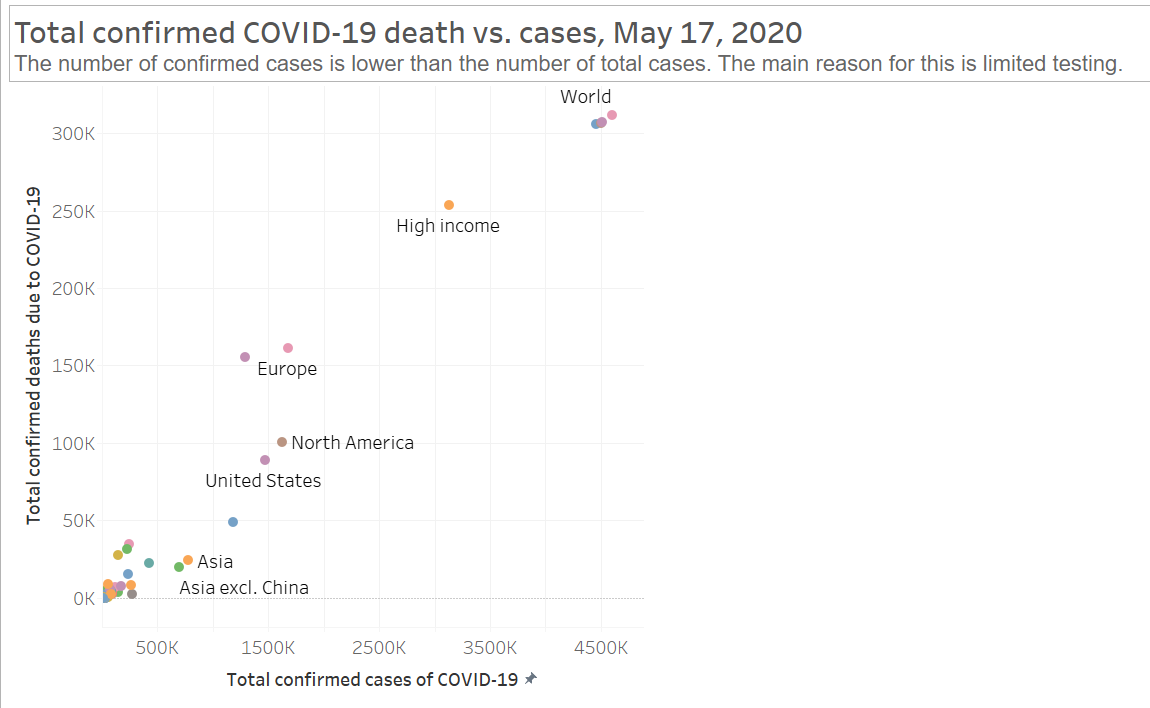 Total confirmed COVID-19 death vs. cases, May 17, 2020
The number of confirmed cases is lower than the number of total cases. The main reason for this is limited testing.
World
300K
250K
High income
200K
150K
Europe
100K
North America
United States
50K
Asia
Asia excl. China
0K
Total confirmed deaths due to COVID-19
500K 1500K 2500K 3500K 4500K
Total confirmed cases of COVID-19